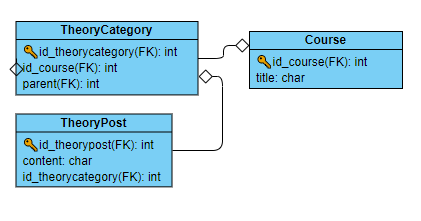 TheoryCategory
id_theorycategory(FK): int
id_course(FK): int
parent(FK): int
Course
id_course(FK): int
title: char
TheoryPost
id_theorypost(FK): int
content: char
id_theorycategory(FK): int